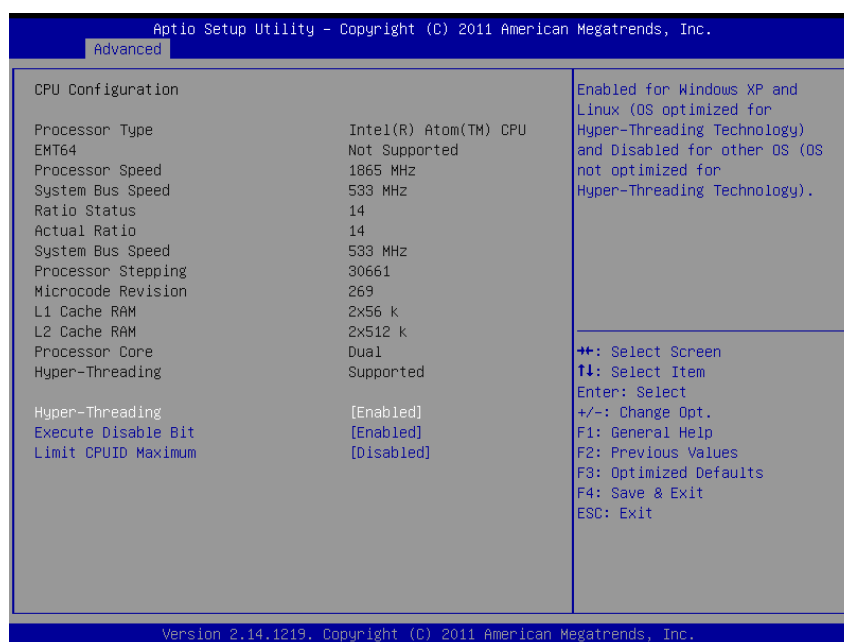 Aptio Setup Utility – Copyright (C) 2011 American Megatrends, Inc.
Advanced
CPU Configuration
Processor Type Intel(R) Atom(TM) CPU
EMT64 Not Supported
Processor Speed 1865 MHz
System Bus Speed 533 MHz
Ratio Status 14
Actual Ratio 14
System Bus Speed 533 MHz
Processor Stepping 30661
Microcode Revision 269
L1 Cache RAM 2x56 k
L2 Cache RAM 2x512 k
Processor Core Dual
Hyper-Threading Supported
Hyper-Threading [Enabled]
Execute Disable Bit [Enabled]
Limit CPUID Maximum [Disabled]
Enabled for Windows XP and
Linux (OS optimized for
Hyper-Threading Technology)
and Disabled for other OS (OS
not optimized for
Hyper-Threading Technology).
→←: Select Screen
↑↓: Select Item
Enter: Select
+/-: Change Opt.
F1: General Help
F2: Previous Values
F3: Optimized Defaults
F4: Save & Exit
ESC: Exit
Version 2.14.1219. Copyright (C) 2011 American Megatrends, Inc.